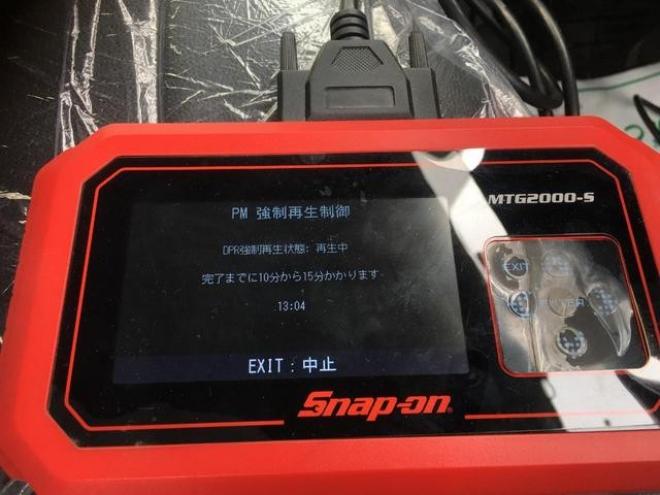 MTG2000-S
PM 強制再生制御
DPR強制再生状態: 再生中
完了までに10分から15分かかります
13:04
EXIT : 中止
EXIT
Snap-on